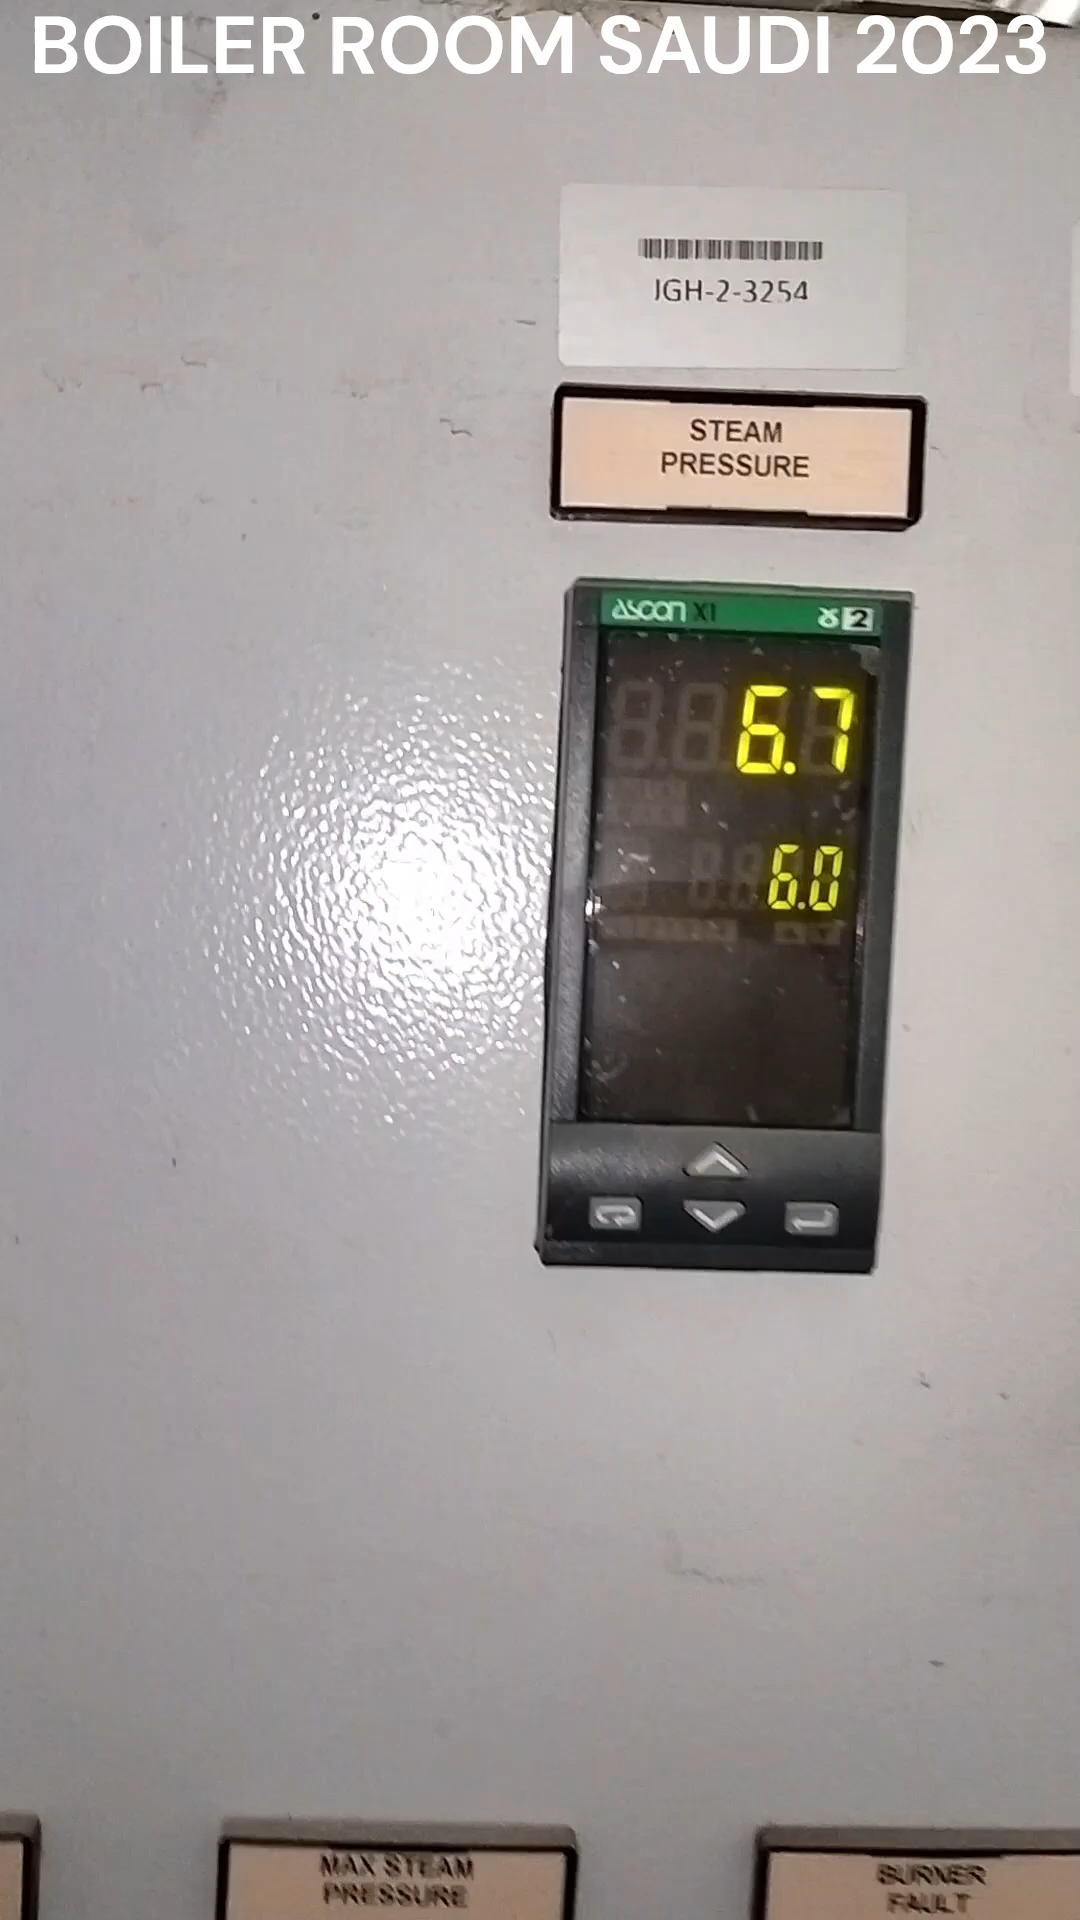 BOILER ROOM SAUDI 2023
JGH-2-3254
STEAM
PRESSURE
ASCON X1
2
6.7
6.0
MAX STEAM
PRESSURE
BURNER
FAULT